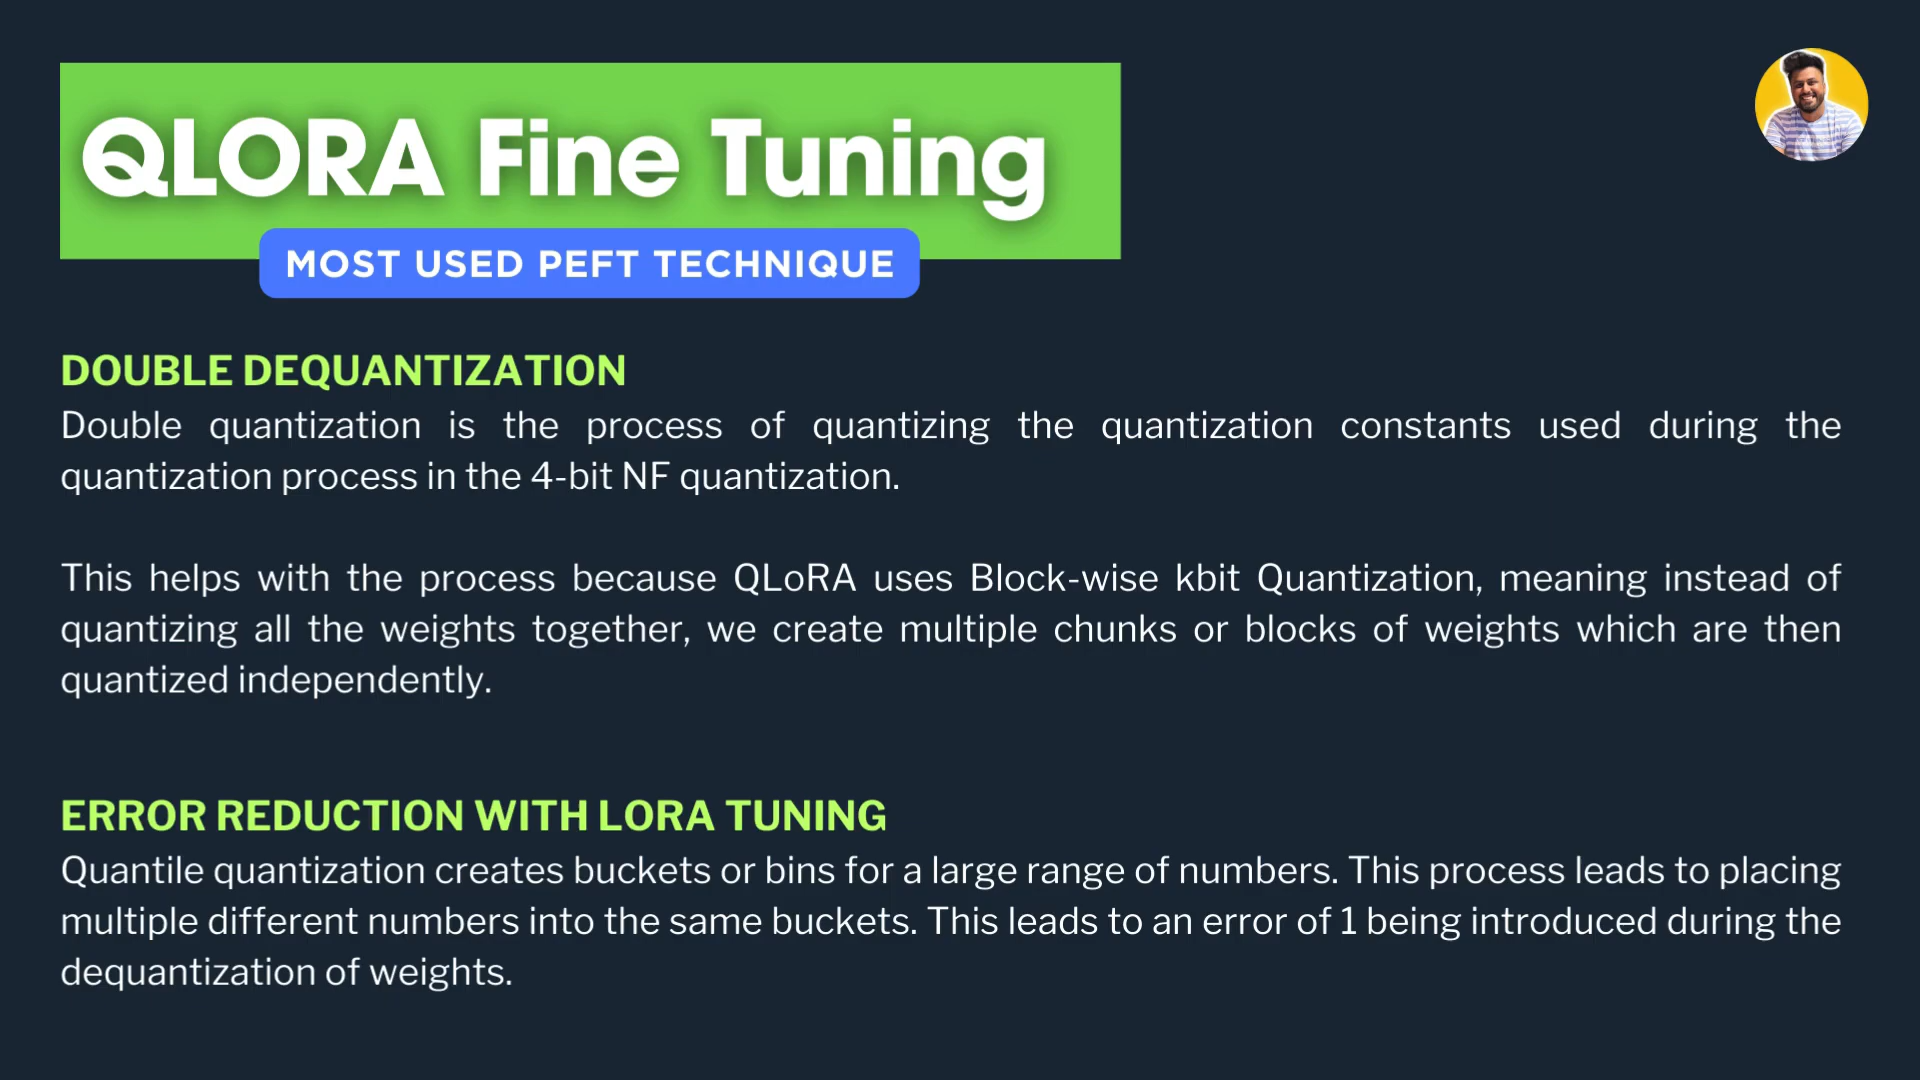 QLORA Fine Tuning
MOST USED PEFT TECHNIQUE
DOUBLE DEQUANTIZATION
Double quantization is the process of quantizing the quantization constants used during the
quantization process in the 4-bit NF quantization.
This helps with the process because QLoRA uses Block-wise kbit Quantization, meaning instead of
quantizing all the weights together, we create multiple chunks or blocks of weights which are then
quantized independently.
ERROR REDUCTION WITH LORA TUNING
Quantile quantization creates buckets or bins for a large range of numbers. This process leads to placing
multiple different numbers into the same buckets. This leads to an error of 1 being introduced during the
dequantization of weights.